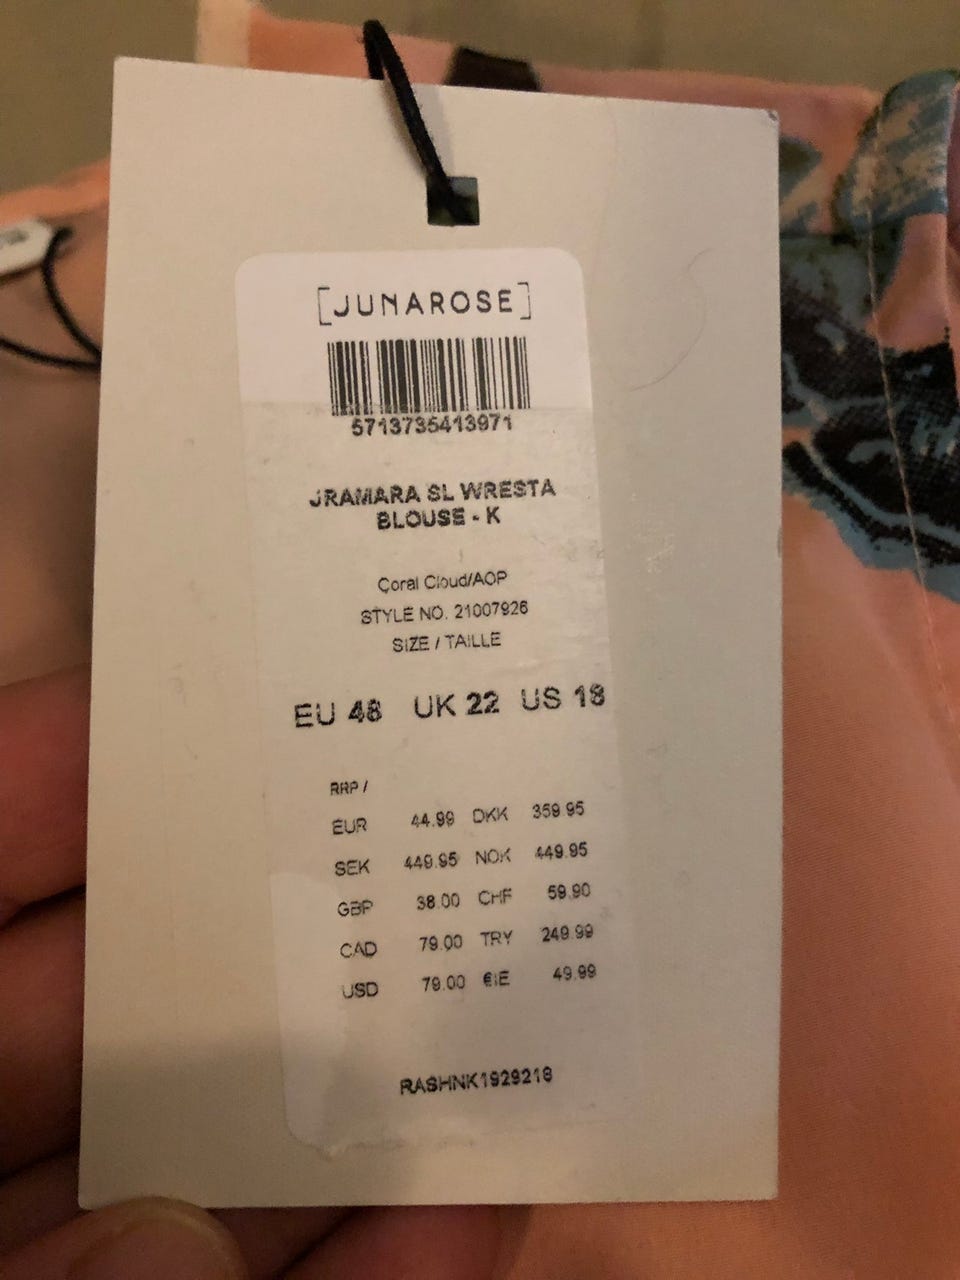 [JUNAROSE]
5713735413971
JRAMARA SL WRESTA
BLOUSE - K
Coral Cloud/AOP
STYLE NO. 21007926
SIZE / TAILLE
EU 48 UK 22 US 18
RRP /
EUR 44.99 DKK 359.95
SEK 449.95 NOK 449.95
GBP 38.00 CHF 59.90
CAD 79.00 TRY 249.99
USD 79.00 €IE 49.99
RASHNK1929218